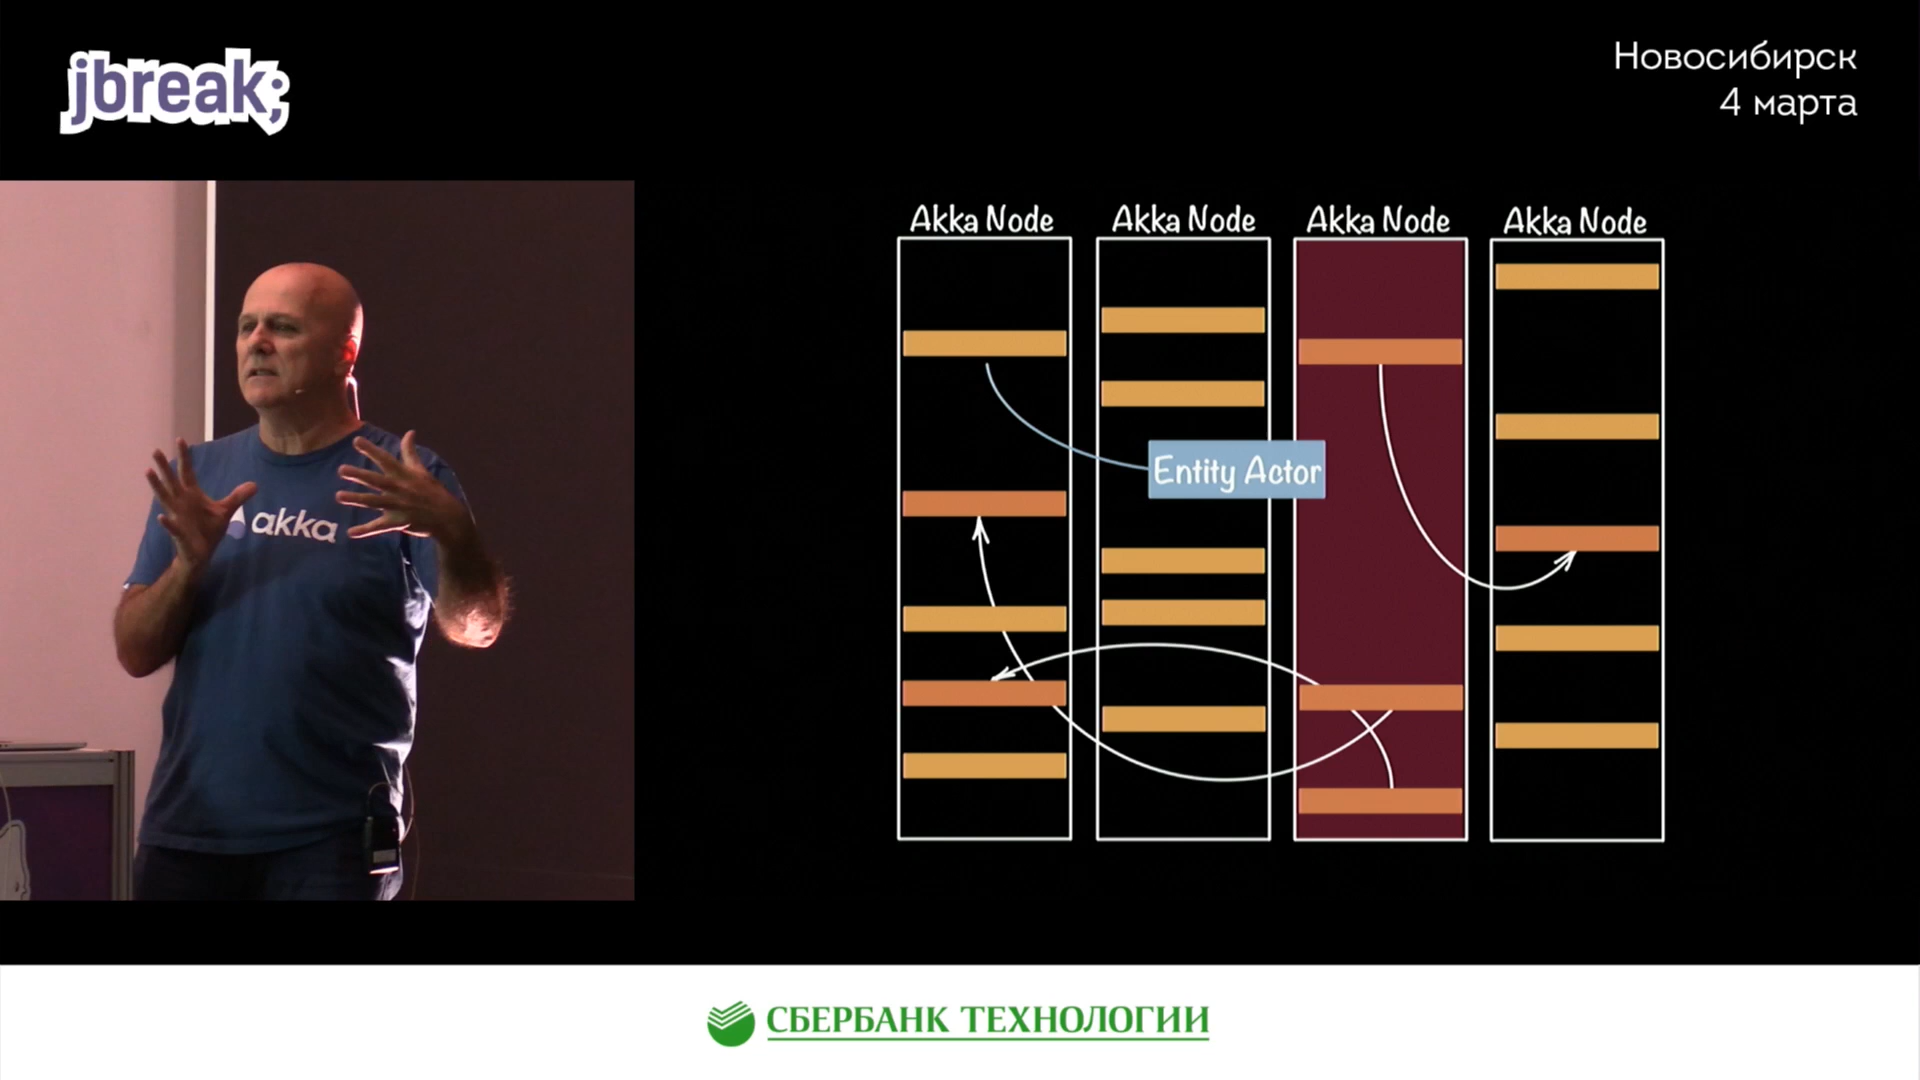 jbreak;
Новосибирск
4 марта
Akka Node
Akka Node
Akka Node
Akka Node
Entity Actor
akka
СБЕРБАНК ТЕХНОЛОГИИ